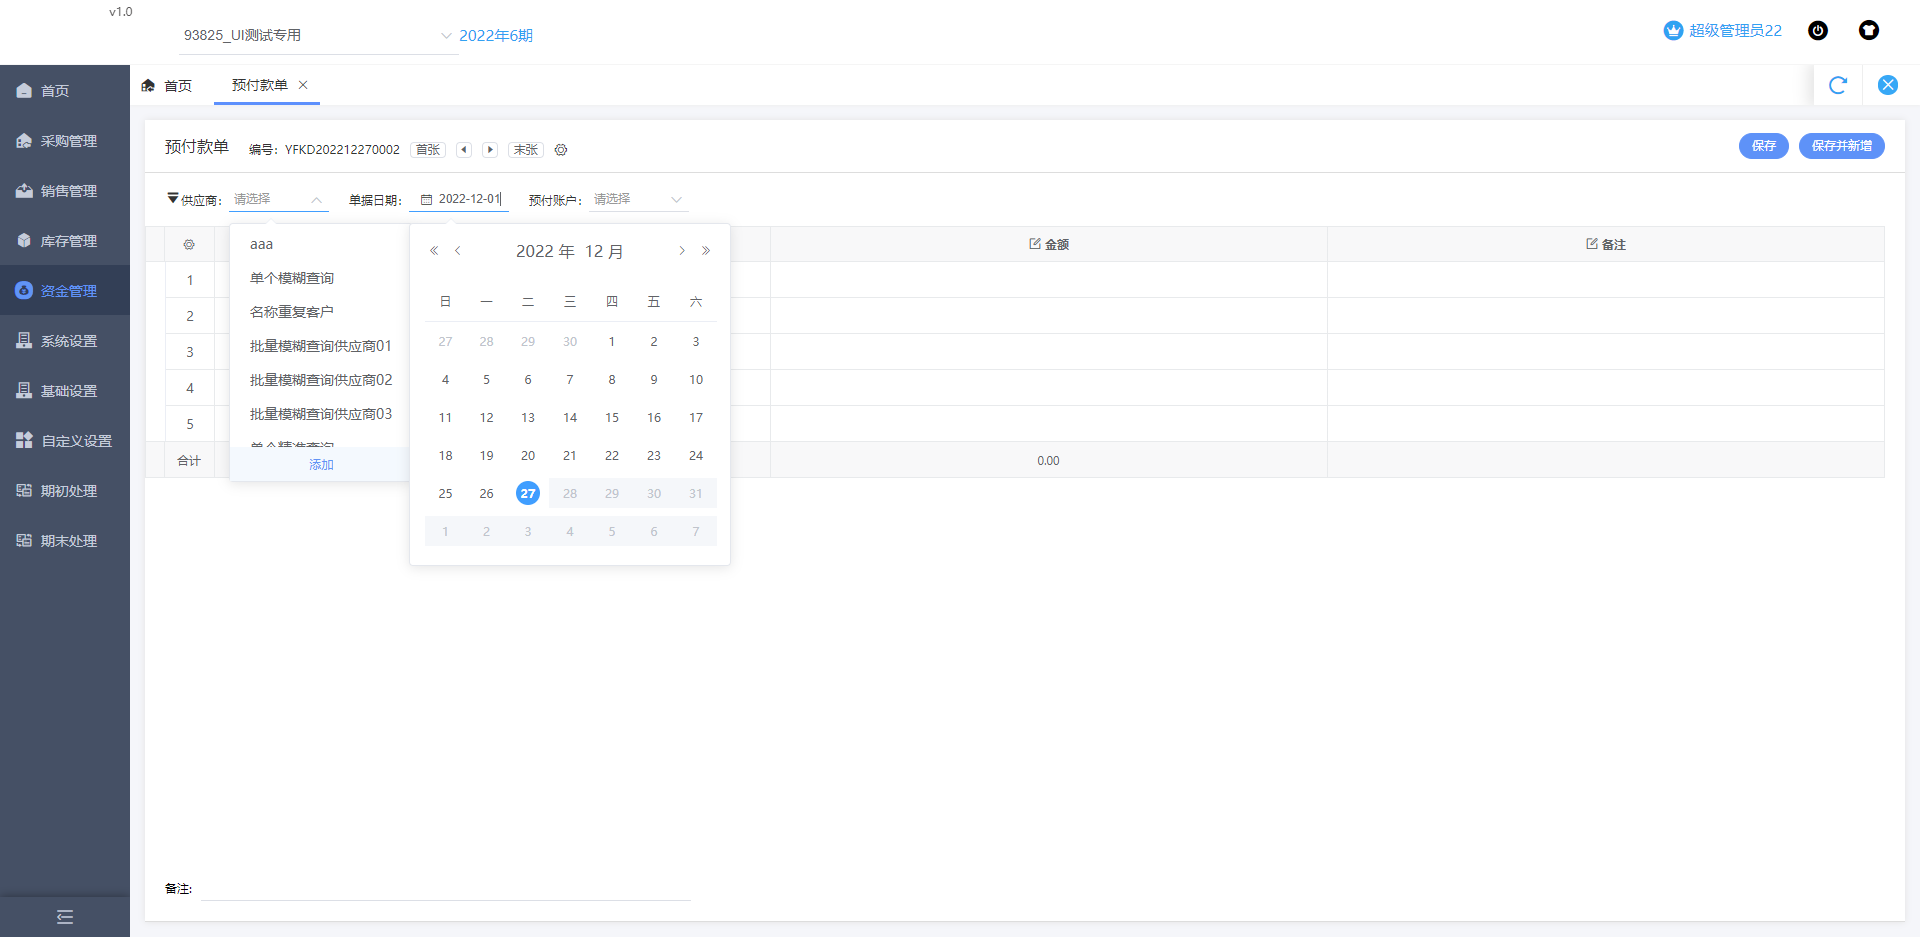 v1.0
93825_UI测试专用 2022年6期 超级管理员22
首页
采购管理
销售管理
库存管理
资金管理
系统设置
基础设置
自定义设置
期初处理
期末处理
首页 预付款单
预付款单 编号: YFKD202212270002 首张 末张 保存 保存并新增
供应商: 请选择 单据日期: 2022-12-01 预付账户: 请选择
金额 备注
1
2
3
4
5
合计 0.00
aaa
单个模糊查询
名称重复客户
批量模糊查询供应商01
批量模糊查询供应商02
批量模糊查询供应商03
单个精准查询
添加
2022 年 12 月
日 一 二 三 四 五 六
27 28 29 30 1 2 3
4 5 6 7 8 9 10
11 12 13 14 15 16 17
18 19 20 21 22 23 24
25 26 27 28 29 30 31
1 2 3 4 5 6 7
备注: